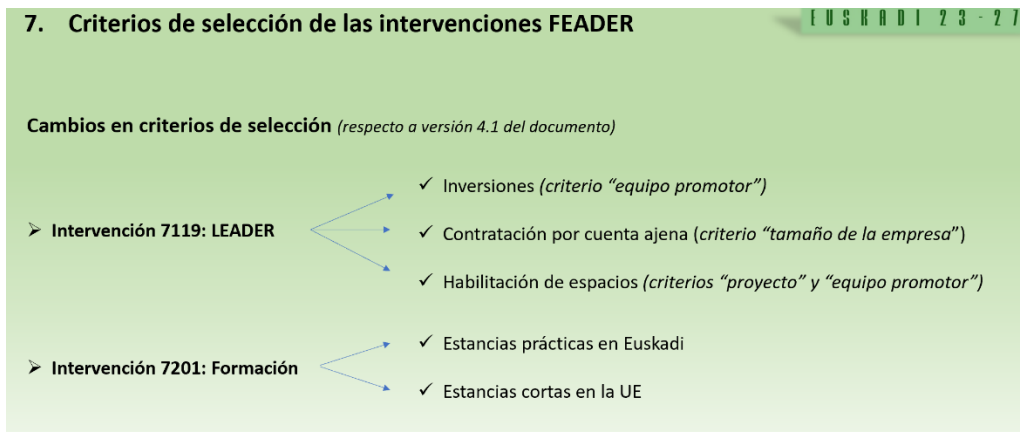 7. Criterios de selección de las intervenciones FEADER
EUSKADI 23-27
Cambios en criterios de selección (respecto a versión 4.1 del documento)
➢ Intervención 7119: LEADER
✓ Inversiones (criterio “equipo promotor”)
✓ Contratación por cuenta ajena (criterio “tamaño de la empresa”)
✓ Habilitación de espacios (criterios “proyecto” y “equipo promotor”)
➢ Intervención 7201: Formación
✓ Estancias prácticas en Euskadi
✓ Estancias cortas en la UE